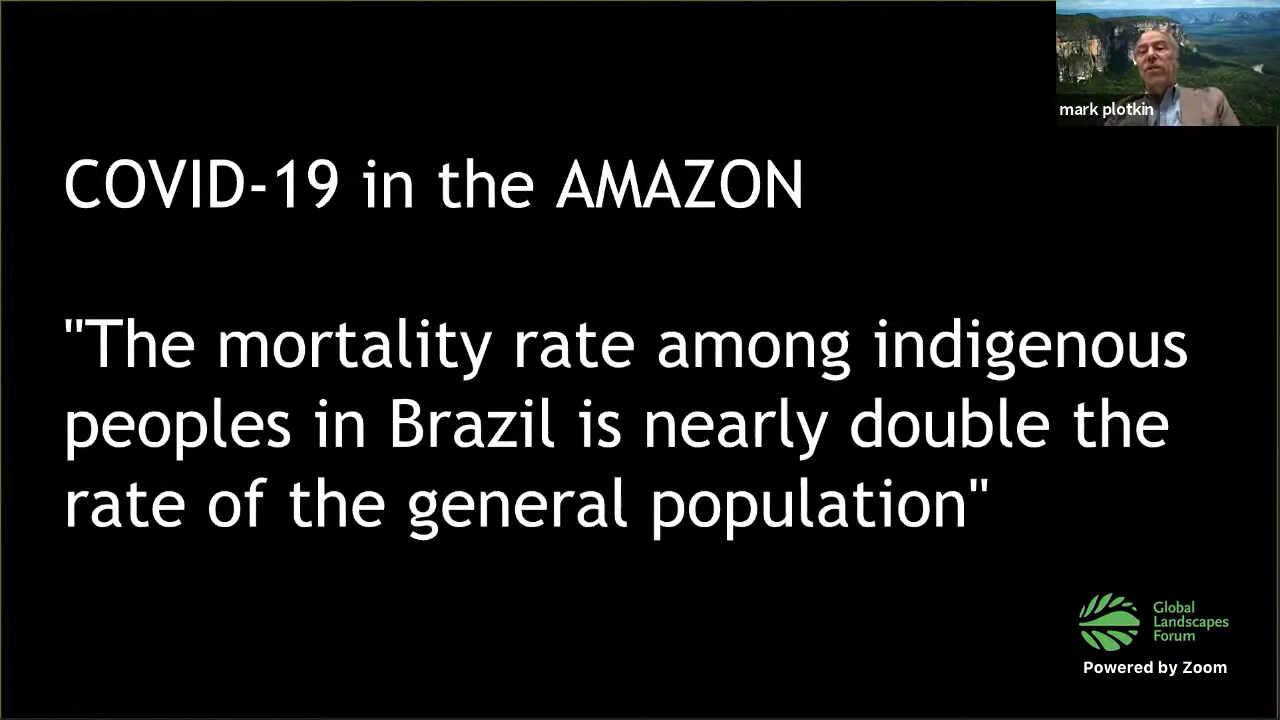 mark plotkin
COVID-19 in the AMAZON
"The mortality rate among indigenous
peoples in Brazil is nearly double the
rate of the general population"
Global
Landscapes
Forum
Powered by Zoom